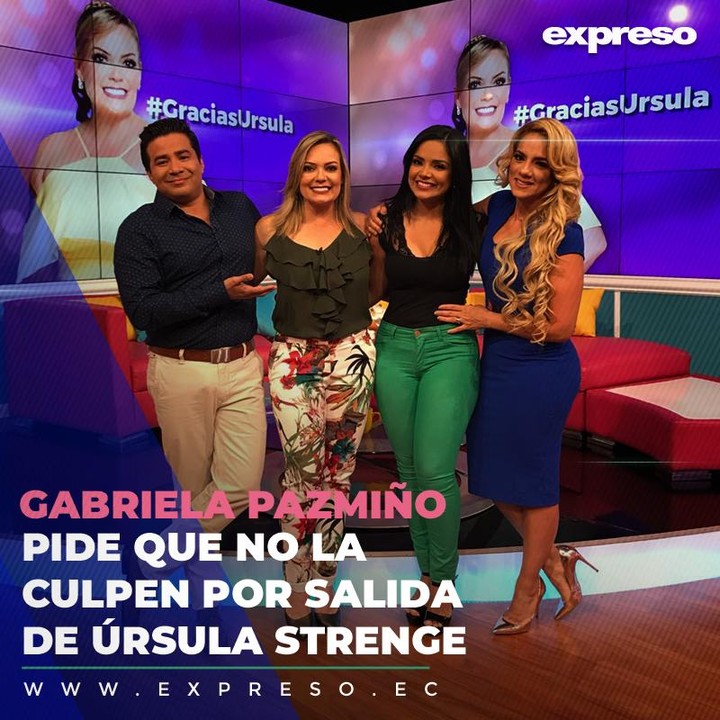 expreso
#GraciasUrsula
#GraciasUrsula
GABRIELA PAZMIÑO
PIDE QUE NO LA
CULPEN POR SALIDA
DE ÚRSULA STRENGE
WWW.EXPRESO.EC